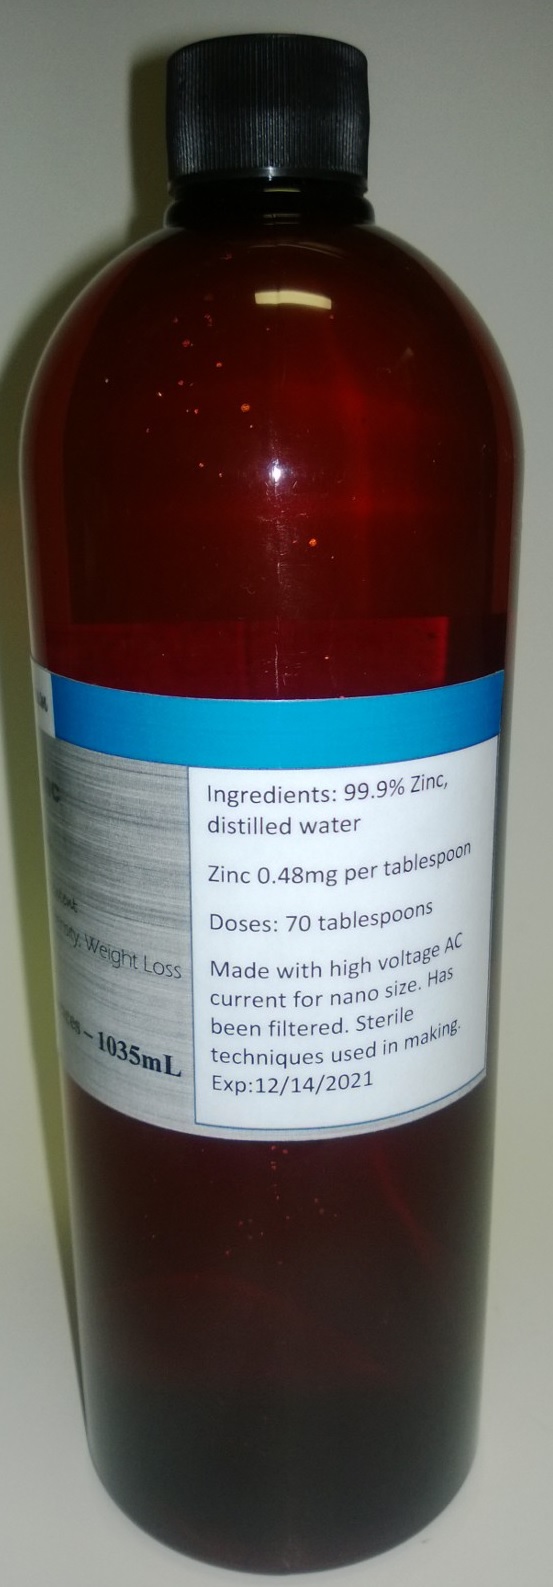 Weight Loss
– 1035mL
Ingredients: 99.9% Zinc,
distilled water
Zinc 0.48mg per tablespoon
Doses: 70 tablespoons
Made with high voltage AC
current for nano size. Has
been filtered. Sterile
techniques used in making.
Exp:12/14/2021